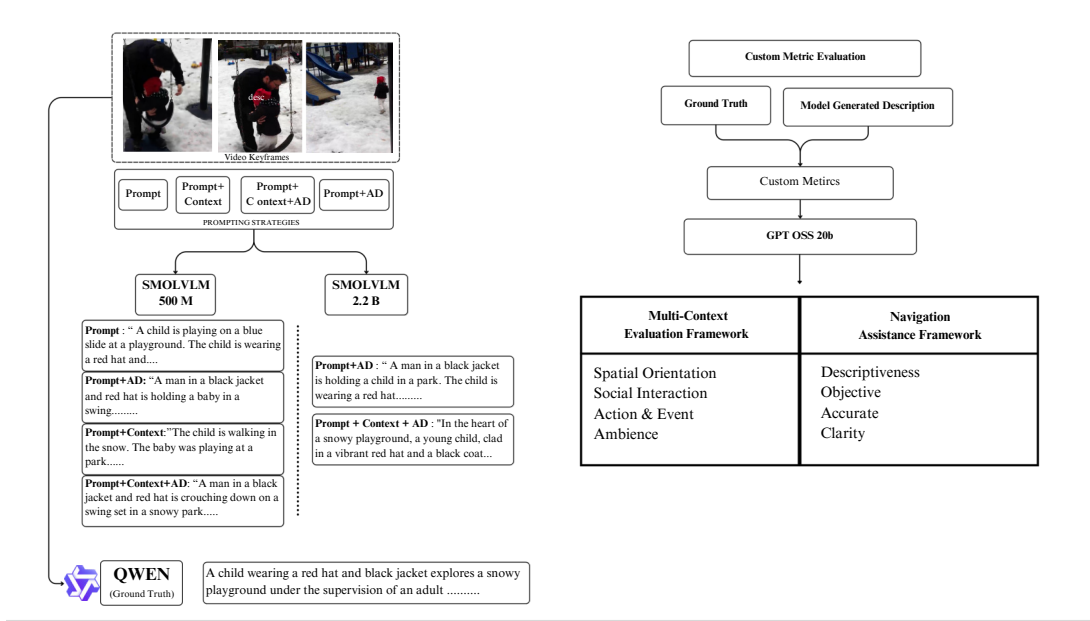 desc
Video Keyframes
Prompt
Prompt+
Context
Prompt+
C ontext+AD
Prompt+AD
PROMPTING STRATEGIES
SMOLVLM
500 M
SMOLVLM
2.2 B
Prompt : “ A child is playing on a blue
slide at a playground. The child is wearing
a red hat and....
Prompt+AD: “A man in a black jacket
and red hat is holding a baby in a
swing.........
Prompt+Context:”The child is walking in
the snow. The baby was playing at a
park......
Prompt+Context+AD: “A man in a black
jacket and red hat is crouching down on a
swing set in a snowy park.....
Prompt+AD : “ A man in a black jacket
is holding a child in a park. The child is
wearing a red hat.........
Prompt + Context + AD : "In the heart of
a snowy playground, a young child, clad
in a vibrant red hat and a black coat...
QWEN
(Ground Truth)
A child wearing a red hat and black jacket explores a snowy
playground under the supervision of an adult ..........
Custom Metric Evaluation
Ground Truth
Model Generated Description
Custom Metircs
GPT OSS 20b
Multi-Context
Evaluation Framework
Navigation
Assistance Framework
Spatial Orientation
Social Interaction
Action & Event
Ambience
Descriptiveness
Objective
Accurate
Clarity